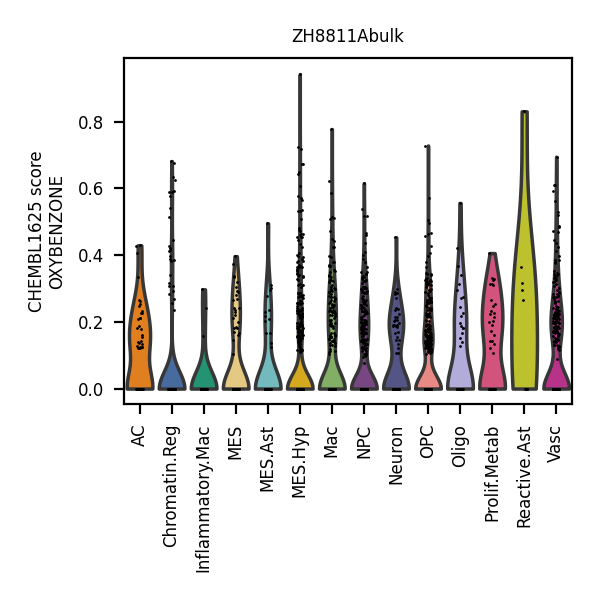 ZH8811Abulk
CHEMBL1625 score
OXYBENZONE
0.8
0.6
0.4
0.2
0.0
AC
Chromatin.Reg
Inflammatory.Mac
MES
MES.Ast
MES.Hyp
Mac
NPC
Neuron
OPC
Oligo
Prolif.Metab
Reactive.Ast
Vasc